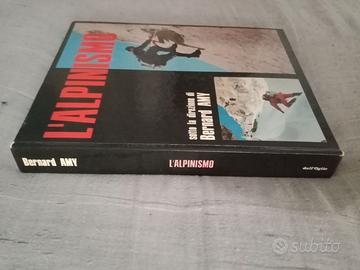 L'ALPINISMO
sotto la direzione di
Bernard AMY
Bernard AMY
L'ALPINISMO
dall'Oglio
subito